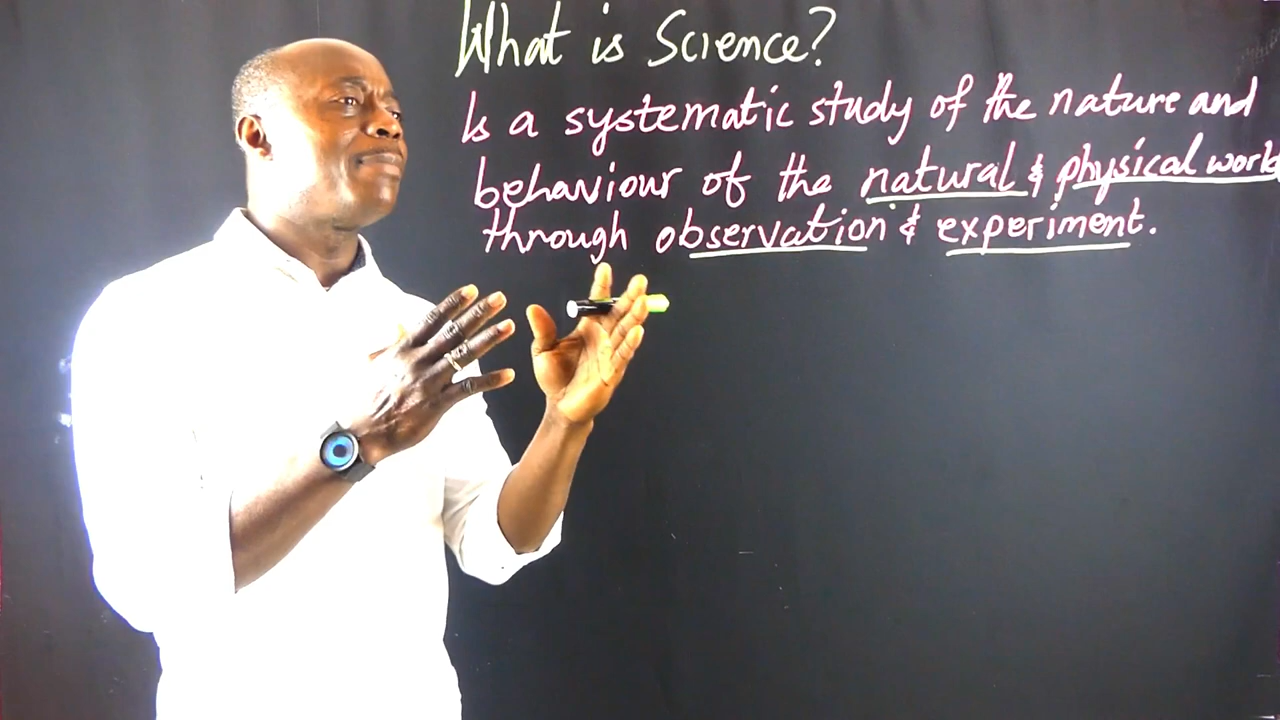 What is Science?
Is a systematic study of the nature and
behaviour of the natural & physical world
through observation & experiment.